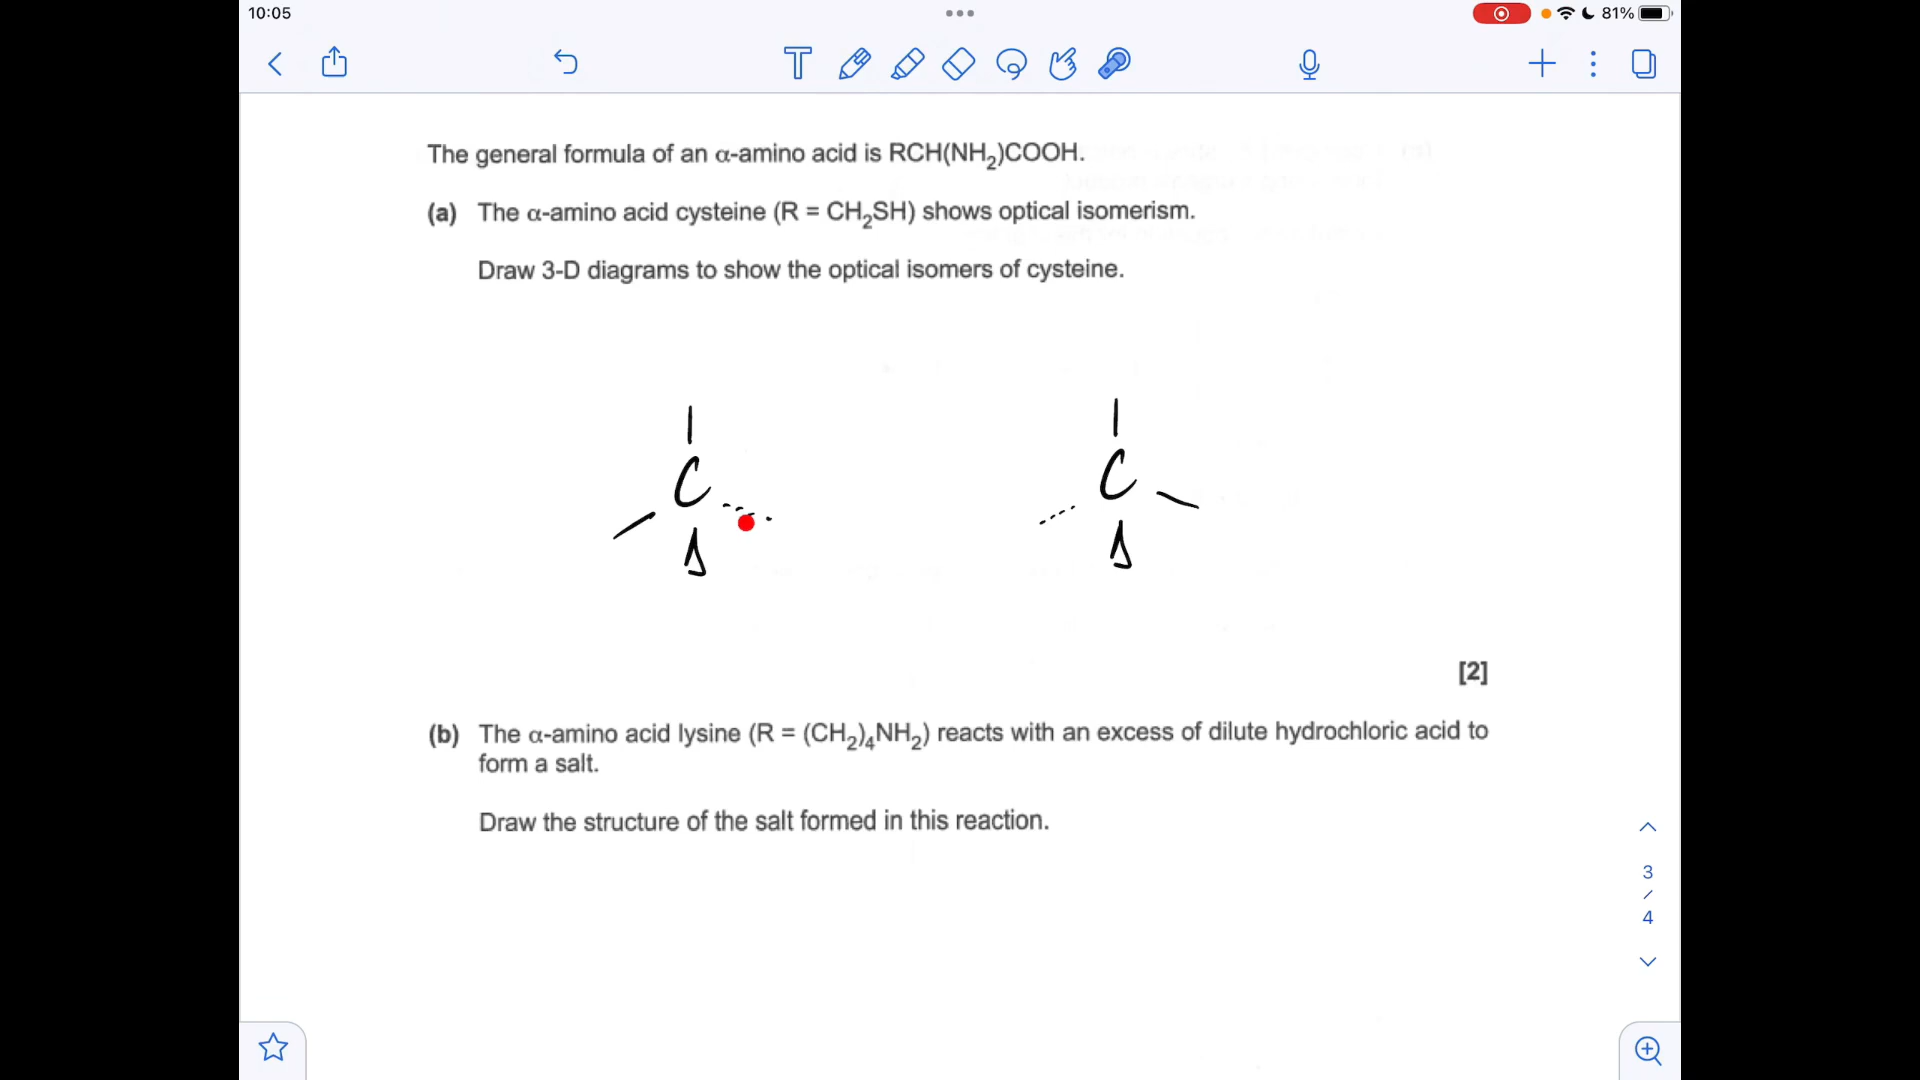 10:05
81%
T
The general formula of an α-amino acid is RCH(NH₂)COOH.
(a) The α-amino acid cysteine (R = CH₂SH) shows optical isomerism.
Draw 3-D diagrams to show the optical isomers of cysteine.
C C
[2]
(b) The α-amino acid lysine (R = (CH₂)₄NH₂) reacts with an excess of dilute hydrochloric acid to
form a salt.
Draw the structure of the salt formed in this reaction.
3
/
4